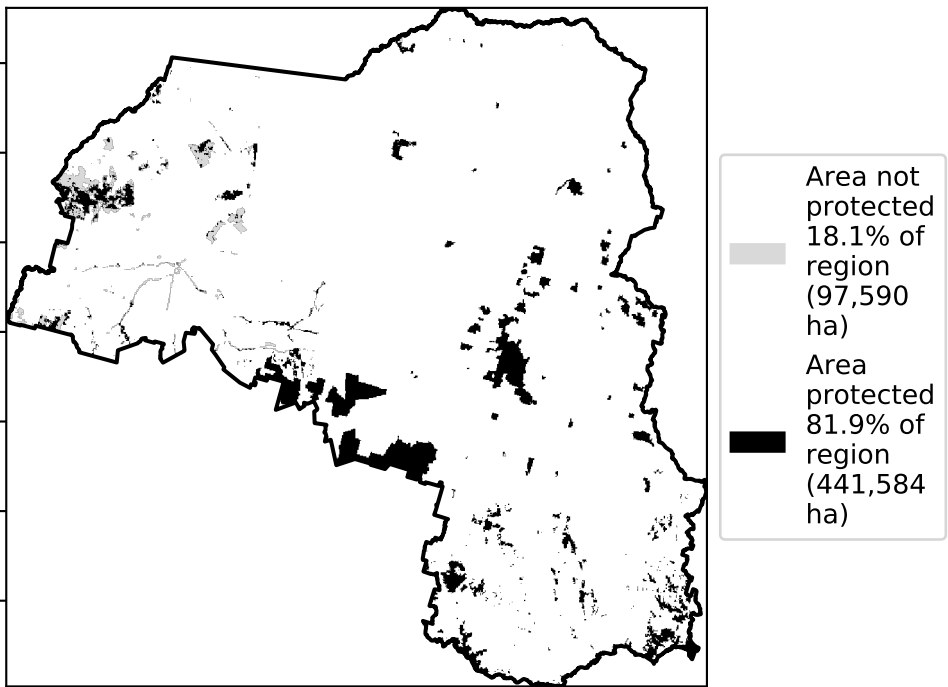 Area not
protected
18.1% of
region
(97,590
ha)
Area
protected
81.9% of
region
(441,584
ha)